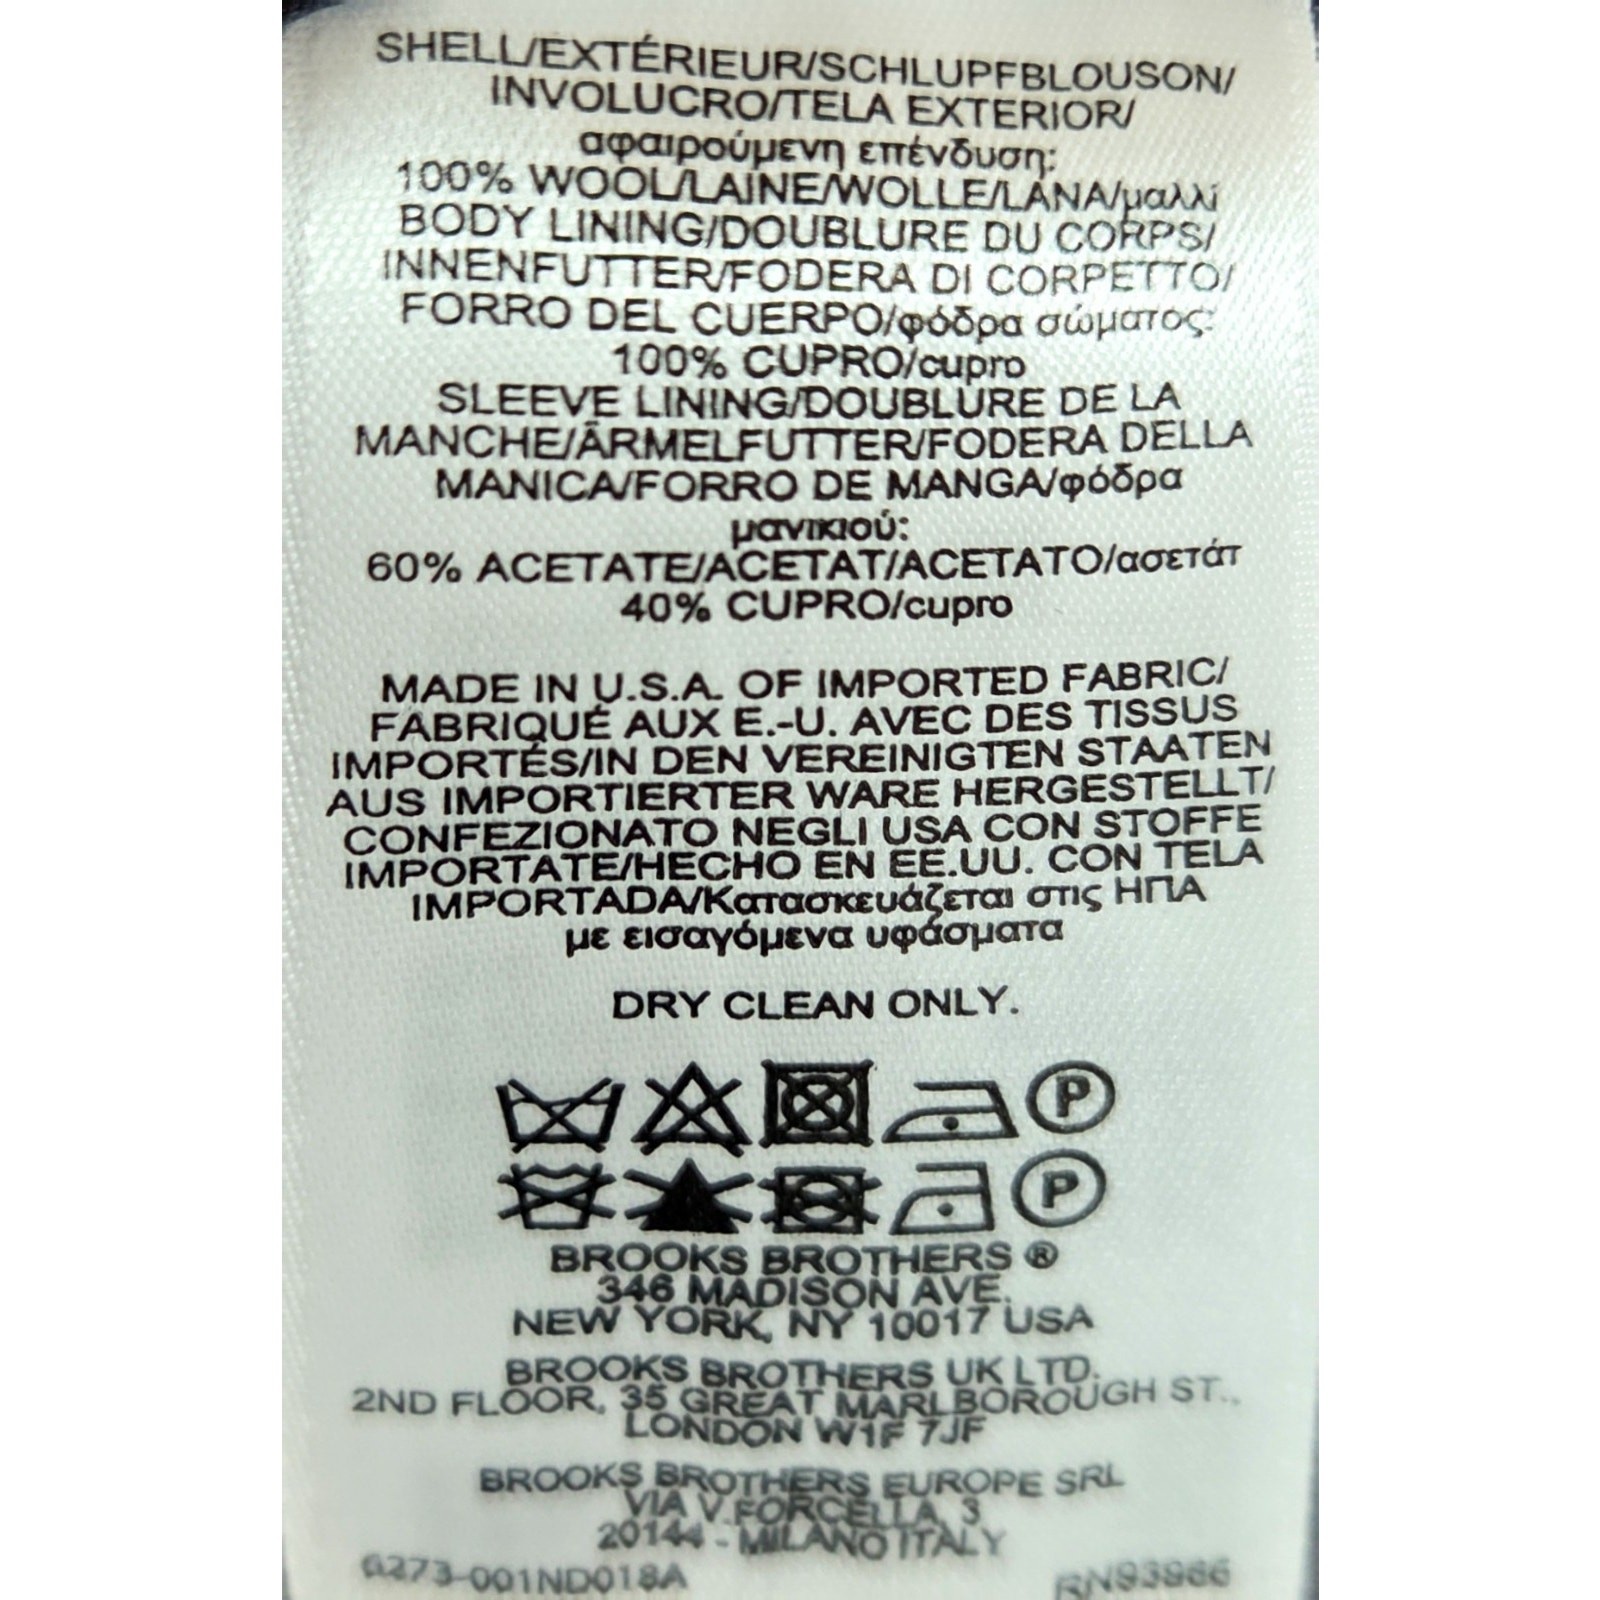 SHELL/EXTÉRIEUR/SCHLUPFBLOUSON/
INVOLUCRO/TELA EXTERIOR/
αφαιρούμενη επένδυση:
100% WOOL/LAINE/WOLLE/LANA/μαλλί
BODY LINING/DOUBLURE DU CORPS/
INNENFUTTER/FODERA DI CORPETTO/
FORRO DEL CUERPO/φόδρα σώματος:
100% CUPRO/cupro
SLEEVE LINING/DOUBLURE DE LA
MANCHE/ÄRMELFUTTER/FODERA DELLA
MANICA/FORRO DE MANGA/φόδρα
μανικιού:
60% ACETATE/ACETAT/ACETATO/ασετάτ
40% CUPRO/cupro
MADE IN U.S.A. OF IMPORTED FABRIC/
FABRIQUÉ AUX E.-U. AVEC DES TISSUS
IMPORTÉS/IN DEN VEREINIGTEN STAATEN
AUS IMPORTIERTER WARE HERGESTELLT/
CONFEZIONATO NEGLI USA CON STOFFE
IMPORTATE/HECHO EN EE.UU. CON TELA
IMPORTADA/Κατασκευάζεται στις ΗΠΑ
με εισαγόμενα υφάσματα
DRY CLEAN ONLY.
P
P
BROOKS BROTHERS ®
346 MADISON AVE.
NEW YORK, NY 10017 USA
BROOKS BROTHERS UK LTD.
2ND FLOOR, 35 GREAT MARLBOROUGH ST.,
LONDON W1F 7JF
BROOKS BROTHERS EUROPE SRL
VIA V.FORCELLA, 3
20144 - MILANO ITALY
6273-001ND018A
RN93966